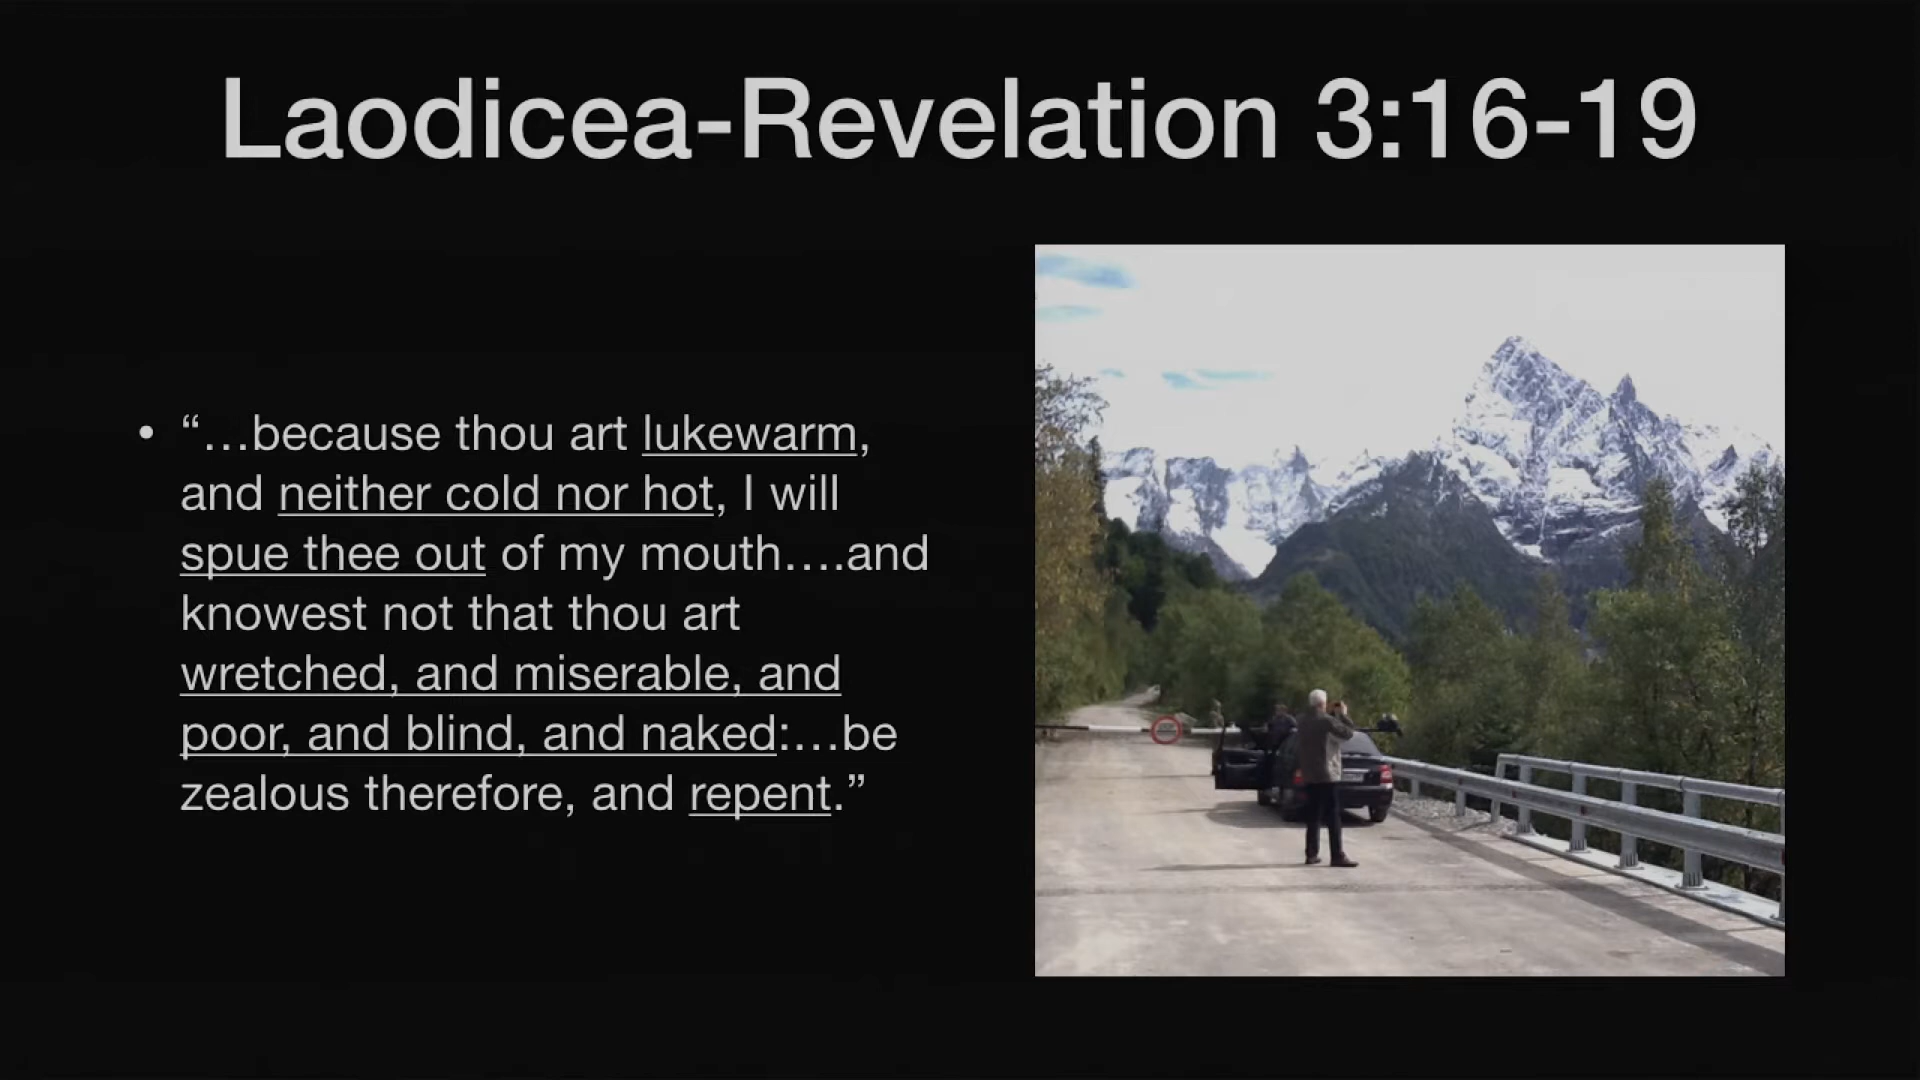 Laodicea-Revelation 3:16-19
• “…because thou art lukewarm,
and neither cold nor hot, I will
spue thee out of my mouth….and
knowest not that thou art
wretched, and miserable, and
poor, and blind, and naked:…be
zealous therefore, and repent.”